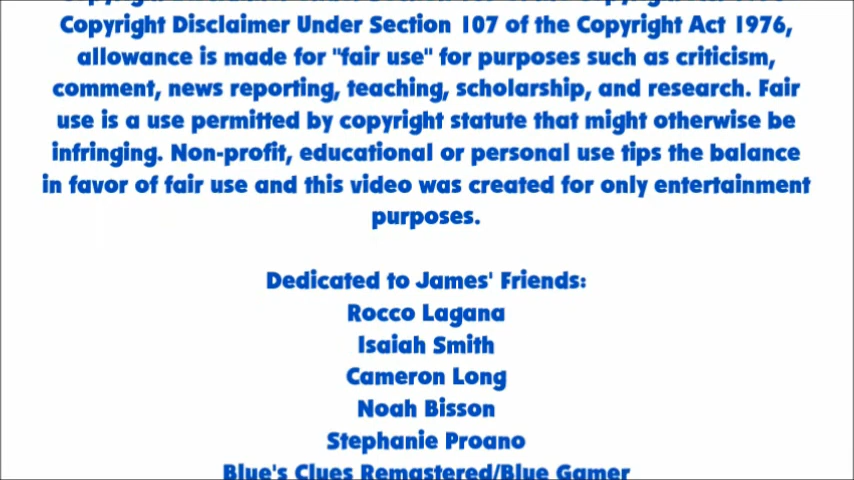 Copyright Disclaimer Under Section 107 of the Copyright Act 1976,
allowance is made for "fair use" for purposes such as criticism,
comment, news reporting, teaching, scholarship, and research. Fair
use is a use permitted by copyright statute that might otherwise be
infringing. Non-profit, educational or personal use tips the balance
in favor of fair use and this video was created for only entertainment
purposes.
Dedicated to James' Friends:
Rocco Lagana
Isaiah Smith
Cameron Long
Noah Bisson
Stephanie Proano
Blue's Clues Remastered/Blue Gamer